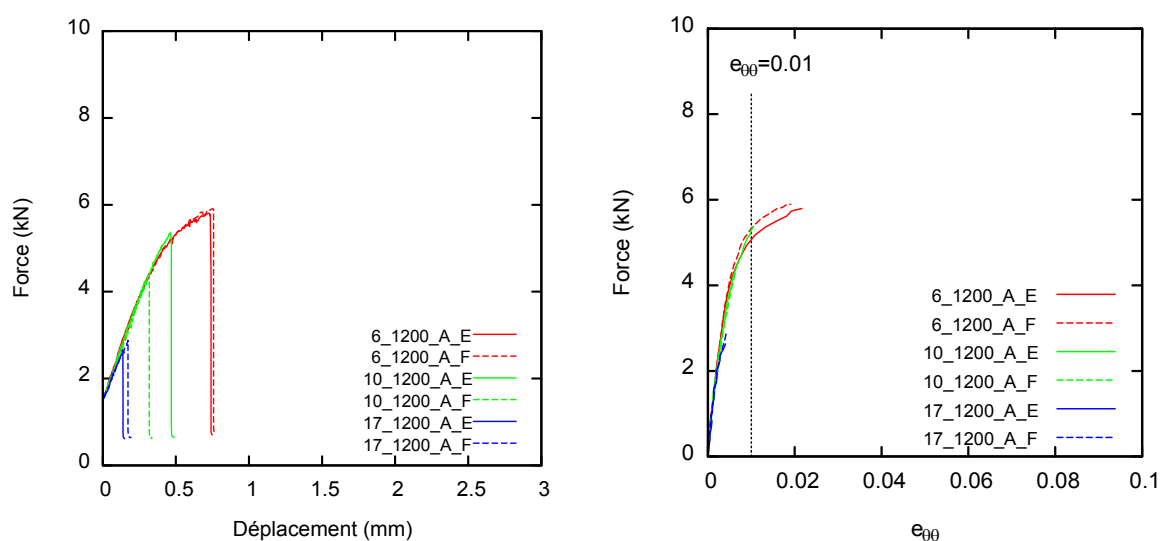 10
8
6
4
2
0
Force (kN)
0 0.5 1 1.5 2 2.5 3
Déplacement (mm)
6_1200_A_E
6_1200_A_F
10_1200_A_E
10_1200_A_F
17_1200_A_E
17_1200_A_F
10
8
6
4
2
0
Force (kN)
e_θθ=0.01
6_1200_A_E
6_1200_A_F
10_1200_A_E
10_1200_A_F
17_1200_A_E
17_1200_A_F
0 0.02 0.04 0.06 0.08 0.1
e_θθ